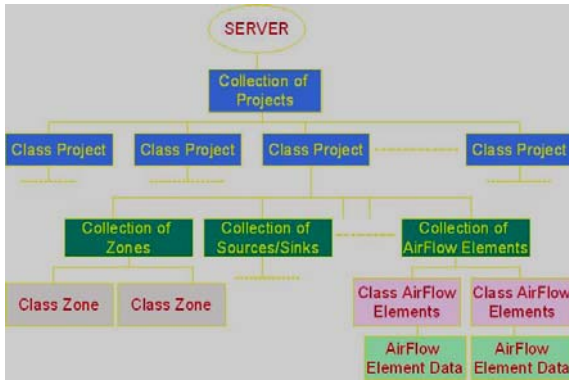 SERVER
Collection of
Projects
Class Project
Class Project
Class Project
Class Project
Collection of
Zones
Collection of
Sources/Sinks
Collection of
AirFlow Elements
Class Zone
Class Zone
Class AirFlow
Elements
Class AirFlow
Elements
AirFlow
Element Data
AirFlow
Element Data